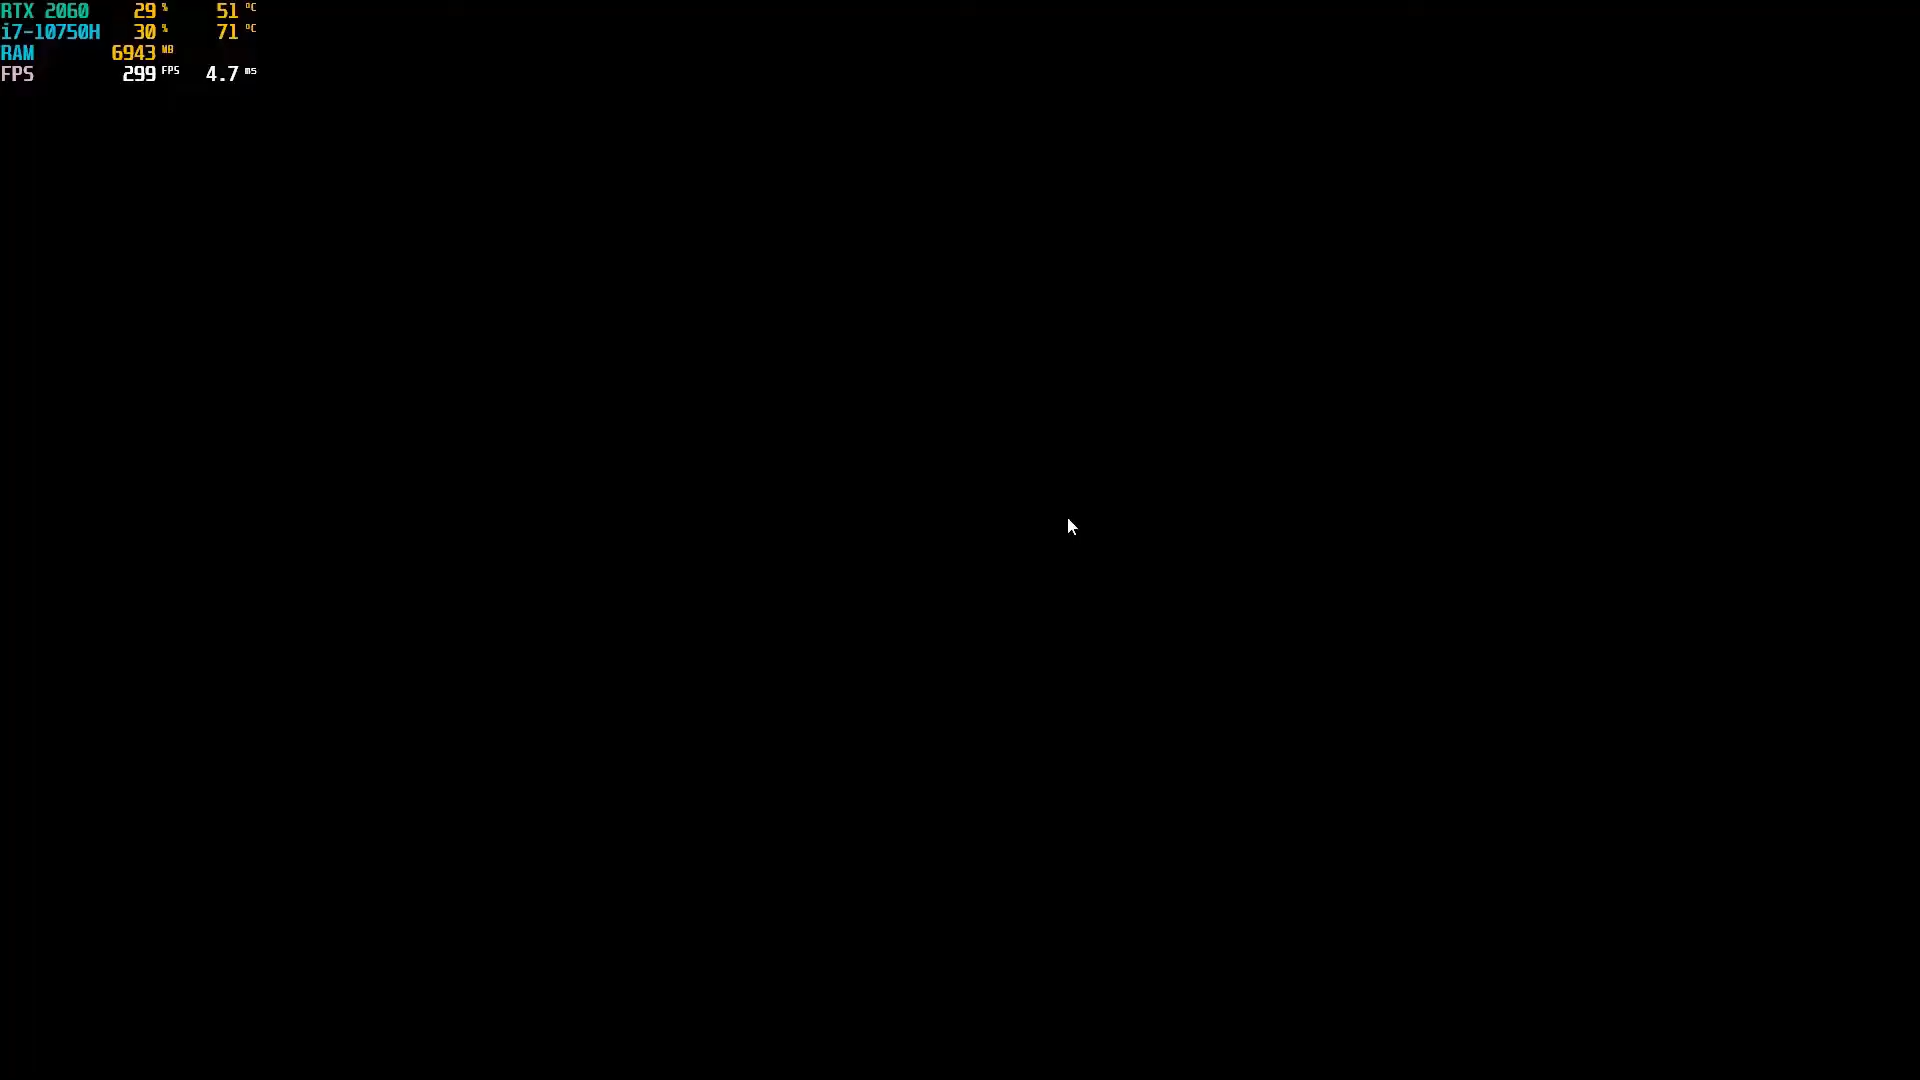 RTX 2060 29 % 51 °C
i7-10750H 30 % 71 °C
RAM 6943 MB
FPS 299 FPS 4.7 ms